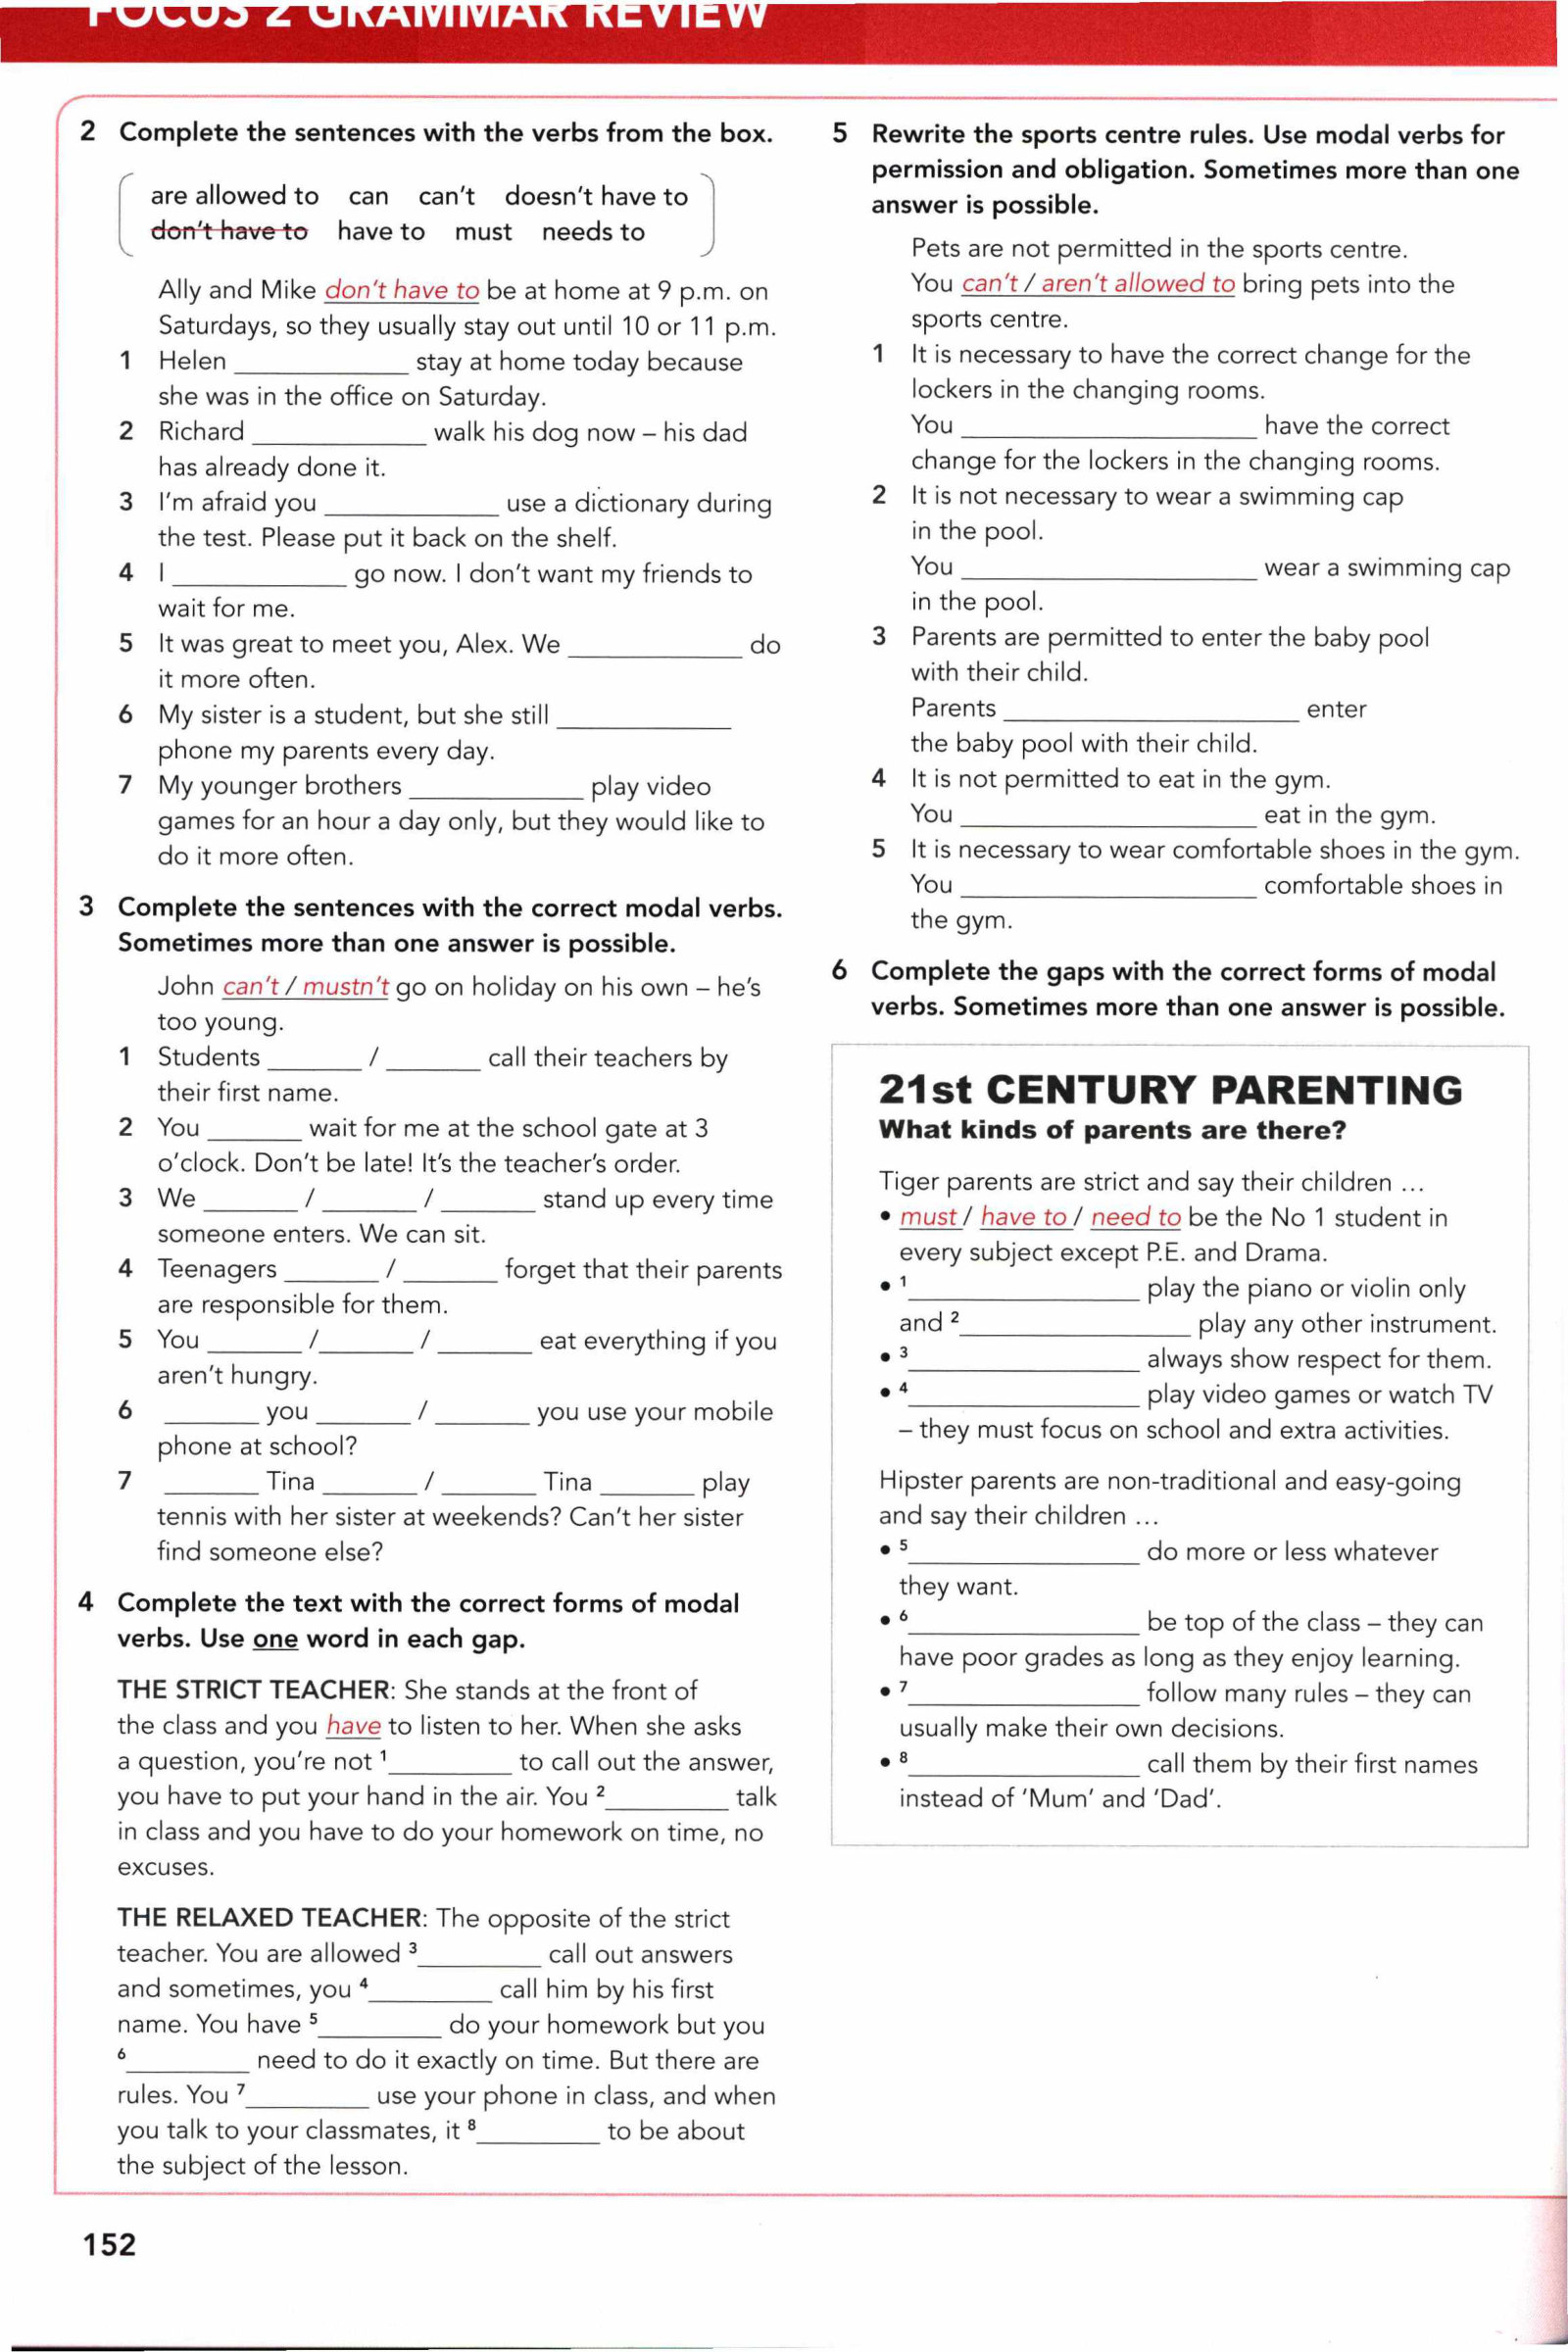 FOCUS 2 GRAMMAR REVIEW
2 Complete the sentences with the verbs from the box.
are allowed to can can't doesn't have to
don't have to have to must needs to
Ally and Mike don't have to be at home at 9 p.m. on
Saturdays, so they usually stay out until 10 or 11 p.m.
1 Helen ____________ stay at home today because
she was in the office on Saturday.
2 Richard ____________ walk his dog now – his dad
has already done it.
3 I'm afraid you ____________ use a dictionary during
the test. Please put it back on the shelf.
4 I ____________ go now. I don't want my friends to
wait for me.
5 It was great to meet you, Alex. We ____________ do
it more often.
6 My sister is a student, but she still ____________
phone my parents every day.
7 My younger brothers ____________ play video
games for an hour a day only, but they would like to
do it more often.
3 Complete the sentences with the correct modal verbs.
Sometimes more than one answer is possible.
John can't / mustn't go on holiday on his own – he's
too young.
1 Students ______ / ______ call their teachers by
their first name.
2 You ______ wait for me at the school gate at 3
o'clock. Don't be late! It's the teacher's order.
3 We ______ / ______ / ______ stand up every time
someone enters. We can sit.
4 Teenagers ______ / ______ forget that their parents
are responsible for them.
5 You ______ / ______ / ______ eat everything if you
aren't hungry.
6 ______ you ______ / ______ you use your mobile
phone at school?
7 ______ Tina ______ / ______ Tina ______ play
tennis with her sister at weekends? Can't her sister
find someone else?
4 Complete the text with the correct forms of modal
verbs. Use one word in each gap.
THE STRICT TEACHER: She stands at the front of
the class and you have to listen to her. When she asks
a question, you're not 1________ to call out the answer,
you have to put your hand in the air. You 2________ talk
in class and you have to do your homework on time, no
excuses.
THE RELAXED TEACHER: The opposite of the strict
teacher. You are allowed 3________ call out answers
and sometimes, you 4________ call him by his first
name. You have 5________ do your homework but you
6________ need to do it exactly on time. But there are
rules. You 7________ use your phone in class, and when
you talk to your classmates, it 8________ to be about
the subject of the lesson.
152
5 Rewrite the sports centre rules. Use modal verbs for
permission and obligation. Sometimes more than one
answer is possible.
Pets are not permitted in the sports centre.
You can't / aren't allowed to bring pets into the
sports centre.
1 It is necessary to have the correct change for the
lockers in the changing rooms.
You ____________________ have the correct
change for the lockers in the changing rooms.
2 It is not necessary to wear a swimming cap
in the pool.
You ____________________ wear a swimming cap
in the pool.
3 Parents are permitted to enter the baby pool
with their child.
Parents ____________________ enter
the baby pool with their child.
4 It is not permitted to eat in the gym.
You ____________________ eat in the gym.
5 It is necessary to wear comfortable shoes in the gym.
You ____________________ comfortable shoes in
the gym.
6 Complete the gaps with the correct forms of modal
verbs. Sometimes more than one answer is possible.
21st CENTURY PARENTING
What kinds of parents are there?
Tiger parents are strict and say their children ...
• must / have to / need to be the No 1 student in
every subject except P.E. and Drama.
• 1________________ play the piano or violin only
and 2________________ play any other instrument.
• 3________________ always show respect for them.
• 4________________ play video games or watch TV
– they must focus on school and extra activities.
Hipster parents are non-traditional and easy-going
and say their children ...
• 5________________ do more or less whatever
they want.
• 6________________ be top of the class – they can
have poor grades as long as they enjoy learning.
• 7________________ follow many rules – they can
usually make their own decisions.
• 8________________ call them by their first names
instead of 'Mum' and 'Dad'.